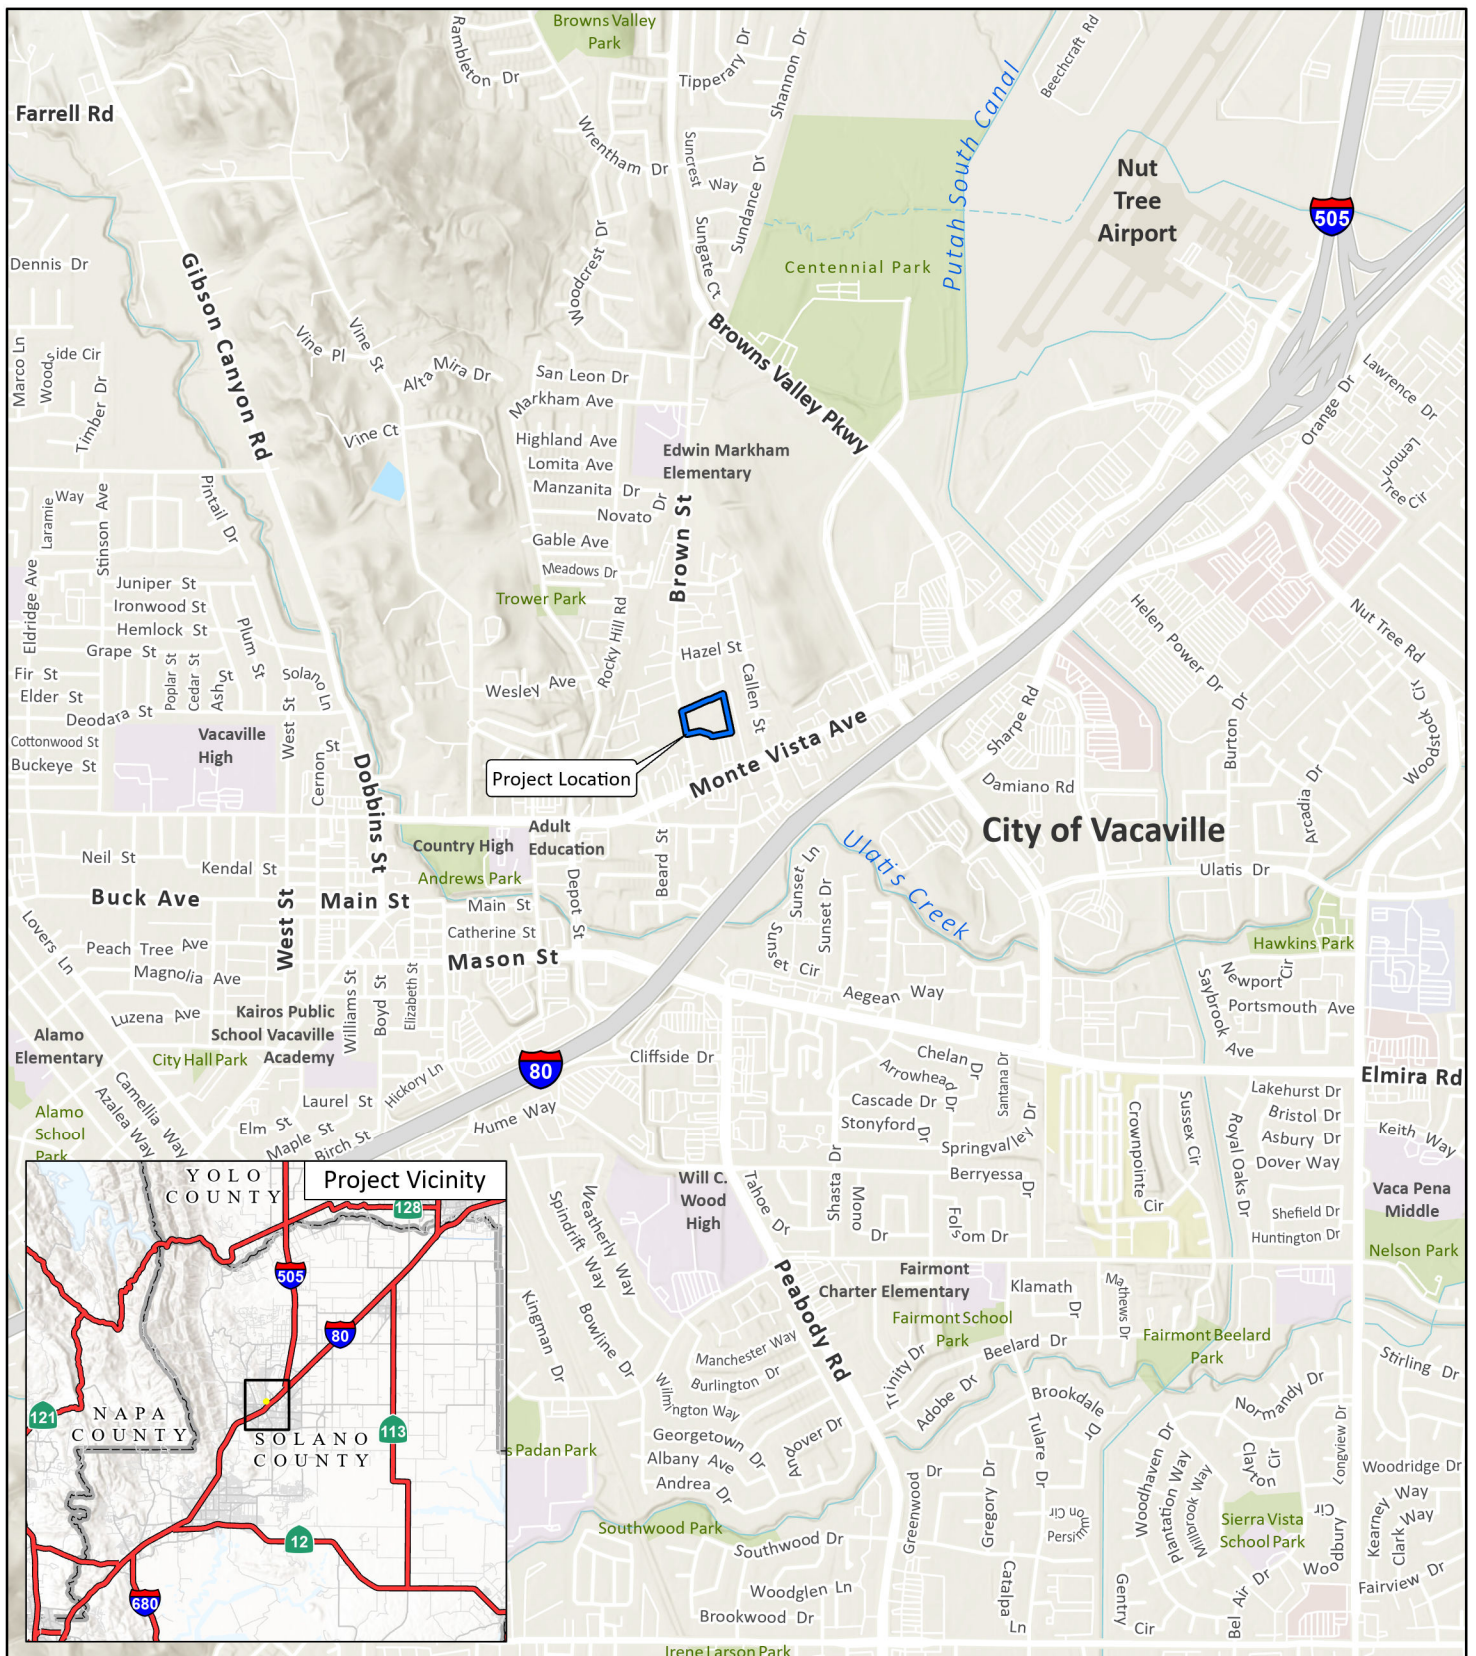 Browns Valley
Park
Rambleton Dr
Tipperary Dr
Shannon Dr
Beechcraft Rd
Farrell Rd
Wrentham Dr
Suncrest Way
Sundance Dr
Putah South Canal
Nut
Tree
Airport
505
Dennis Dr
Gibson Canyon Rd
Woodcrest Dr
Sungate Ct
Centennial Park
Browns Valley Pkwy
Marco Ln
Woodside Cir
Timber Dr
Vine Pl
Vine St
Alta Mira Dr
San Leon Dr
Markham Ave
Lawrence Dr
Orange Dr
Lemon Tree Cir
Vine Ct
Highland Ave
Lomita Ave
Manzanita Dr
Novato Dr
Edwin Markham
Elementary
Brown St
Laramie Way
Stinson Ave
Pintail Dr
Gable Ave
Meadows Dr
Trower Park
Eldridge Ave
Juniper St
Ironwood St
Hemlock St
Grape St
Plum St
Rocky Hill Rd
Helen Power Dr
Nut Tree Rd
Fir St
Elder St
Deodara St
Poplar St
Cedar St
Ash St
Solano Ln
West St
Wesley Ave
Hazel St
Callen St
Sharpe Rd
Burton Dr
Woodstock Cir
Cottonwood St
Buckeye St
Vacaville
High
Cernon St
Dobbins St
Project Location
Monte Vista Ave
Damiano Rd
Arcadia Dr
City of Vacaville
Neil St
Kendal St
Country High
Adult
Education
Andrews Park
Beard St
Depot St
Sunset Ln
Sunset Dr
Sunset Cir
Ulatis Creek
Ulatis Dr
Buck Ave
West St
Main St
Main St
Catherine St
Mason St
Hawkins Park
Lovers Ln
Peach Tree Ave
Magnolia Ave
Luzena Ave
Williams St
Boyd St
Elizabeth St
Aegean Way
Newport Cir
Portsmouth Ave
Saybrook Ave
Kairos Public
School Vacaville
Academy
Alamo
Elementary
City Hall Park
Hickory Ln
80
Cliffside Dr
Chelan Dr
Arrowhead Dr
Santana Dr
Elmira Rd
Camellia Way
Azalea Way
Alamo
School
Park
Laurel St
Elm St
Maple St
Birch St
Hume Way
Cascade Dr
Stonyford Dr
Springvalley Dr
Berryessa Dr
Crownpointe Cir
Sussex Cir
Royal Oaks Dr
Lakehurst Dr
Bristol Dr
Asbury Dr
Dover Way
Keith Way
Will C.
Wood
High
Tahoe Dr
Shasta Dr
Mono Dr
Folsom Dr
Shefield Dr
Huntington Dr
Vaca Pena
Middle
Nelson Park
Weatherly Way
Spindrift Way
Peabody Rd
Fairmont
Charter Elementary
Fairmont School
Park
Klamath Dr
Mathews Dr
Fairmont Beelard
Park
Kingman Dr
Bowline Dr
Manchester Way
Burlington Dr
Wilmington Way
Trinity Dr
Beelard Dr
Adobe Dr
Brookdale Dr
Stirling Dr
Normandy Dr
Georgetown Dr
Andover Dr
Albany Ave
Andrea Dr
s Padan Park
Greenwood Dr
Gregory Dr
Tulare Dr
Persimmon Cir
Woodhaven Dr
Plantation Way
Millbrook Way
Clayton Cir
Longview Dr
Woodridge Dr
Kearney Way
Clark Way
Southwood Park
Southwood Dr
Sierra Vista
School Park
Woodbury Cir
Fairview Dr
Woodglen Ln
Brookwood Dr
Catalpa Ln
Gentry Cir
Bel Air Dr
Irene Larson Park
Project Vicinity
YOLO
COUNTY
128
505
80
121
NAPA
COUNTY
SOLANO
COUNTY
113
12
680